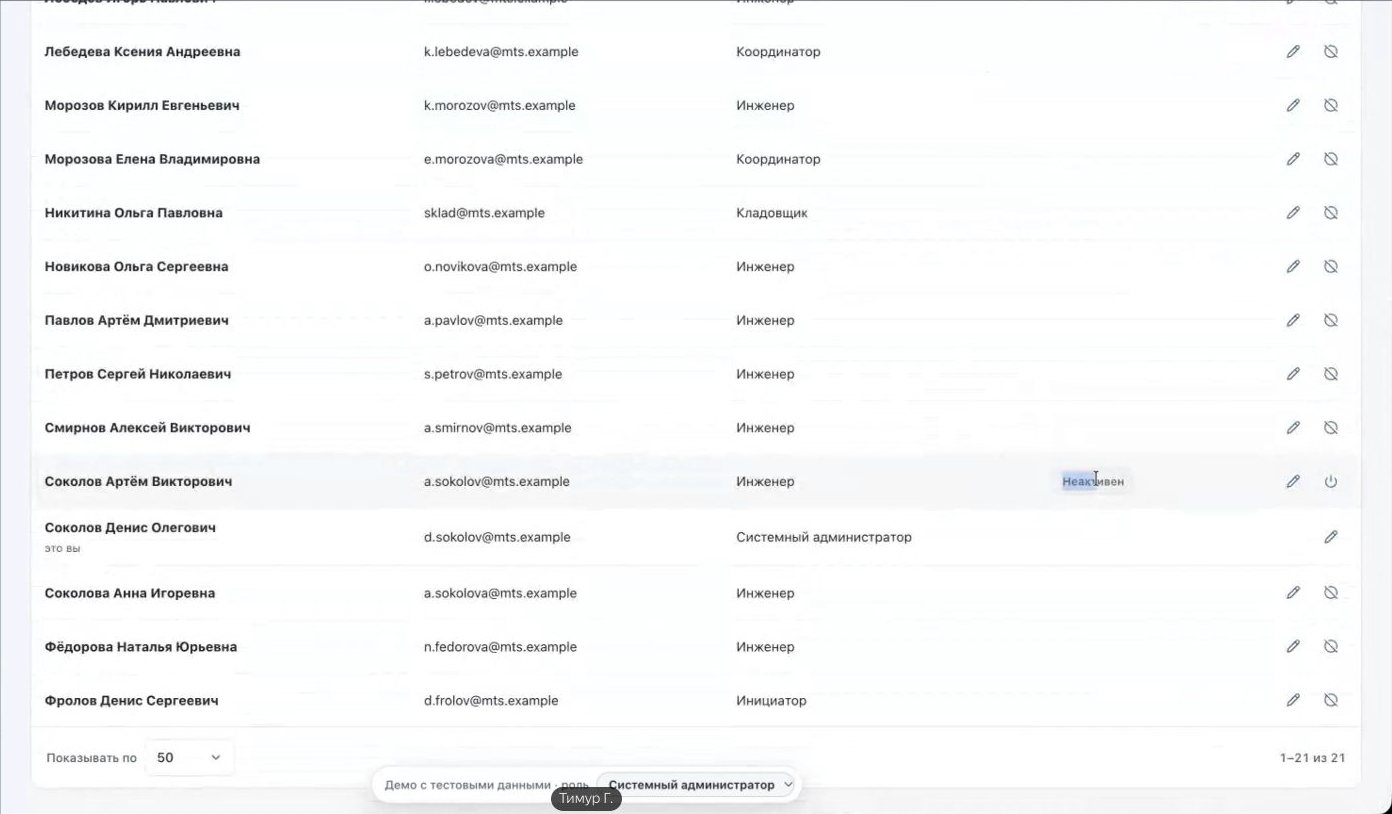 Лебедева Ксения Андреевна k.lebedeva@mts.example Координатор
Морозов Кирилл Евгеньевич k.morozov@mts.example Инженер
Морозова Елена Владимировна e.morozova@mts.example Координатор
Никитина Ольга Павловна sklad@mts.example Кладовщик
Новикова Ольга Сергеевна o.novikova@mts.example Инженер
Павлов Артём Дмитриевич a.pavlov@mts.example Инженер
Петров Сергей Николаевич s.petrov@mts.example Инженер
Смирнов Алексей Викторович a.smirnov@mts.example Инженер
Соколов Артём Викторович a.sokolov@mts.example Инженер Неактивен
Соколов Денис Олегович d.sokolov@mts.example Системный администратор
это вы
Соколова Анна Игоревна a.sokolova@mts.example Инженер
Фёдорова Наталья Юрьевна n.fedorova@mts.example Инженер
Фролов Денис Сергеевич d.frolov@mts.example Инициатор
Показывать по 50 1–21 из 21
Демо с тестовыми данными · роль Системный администратор
Тимур Г.